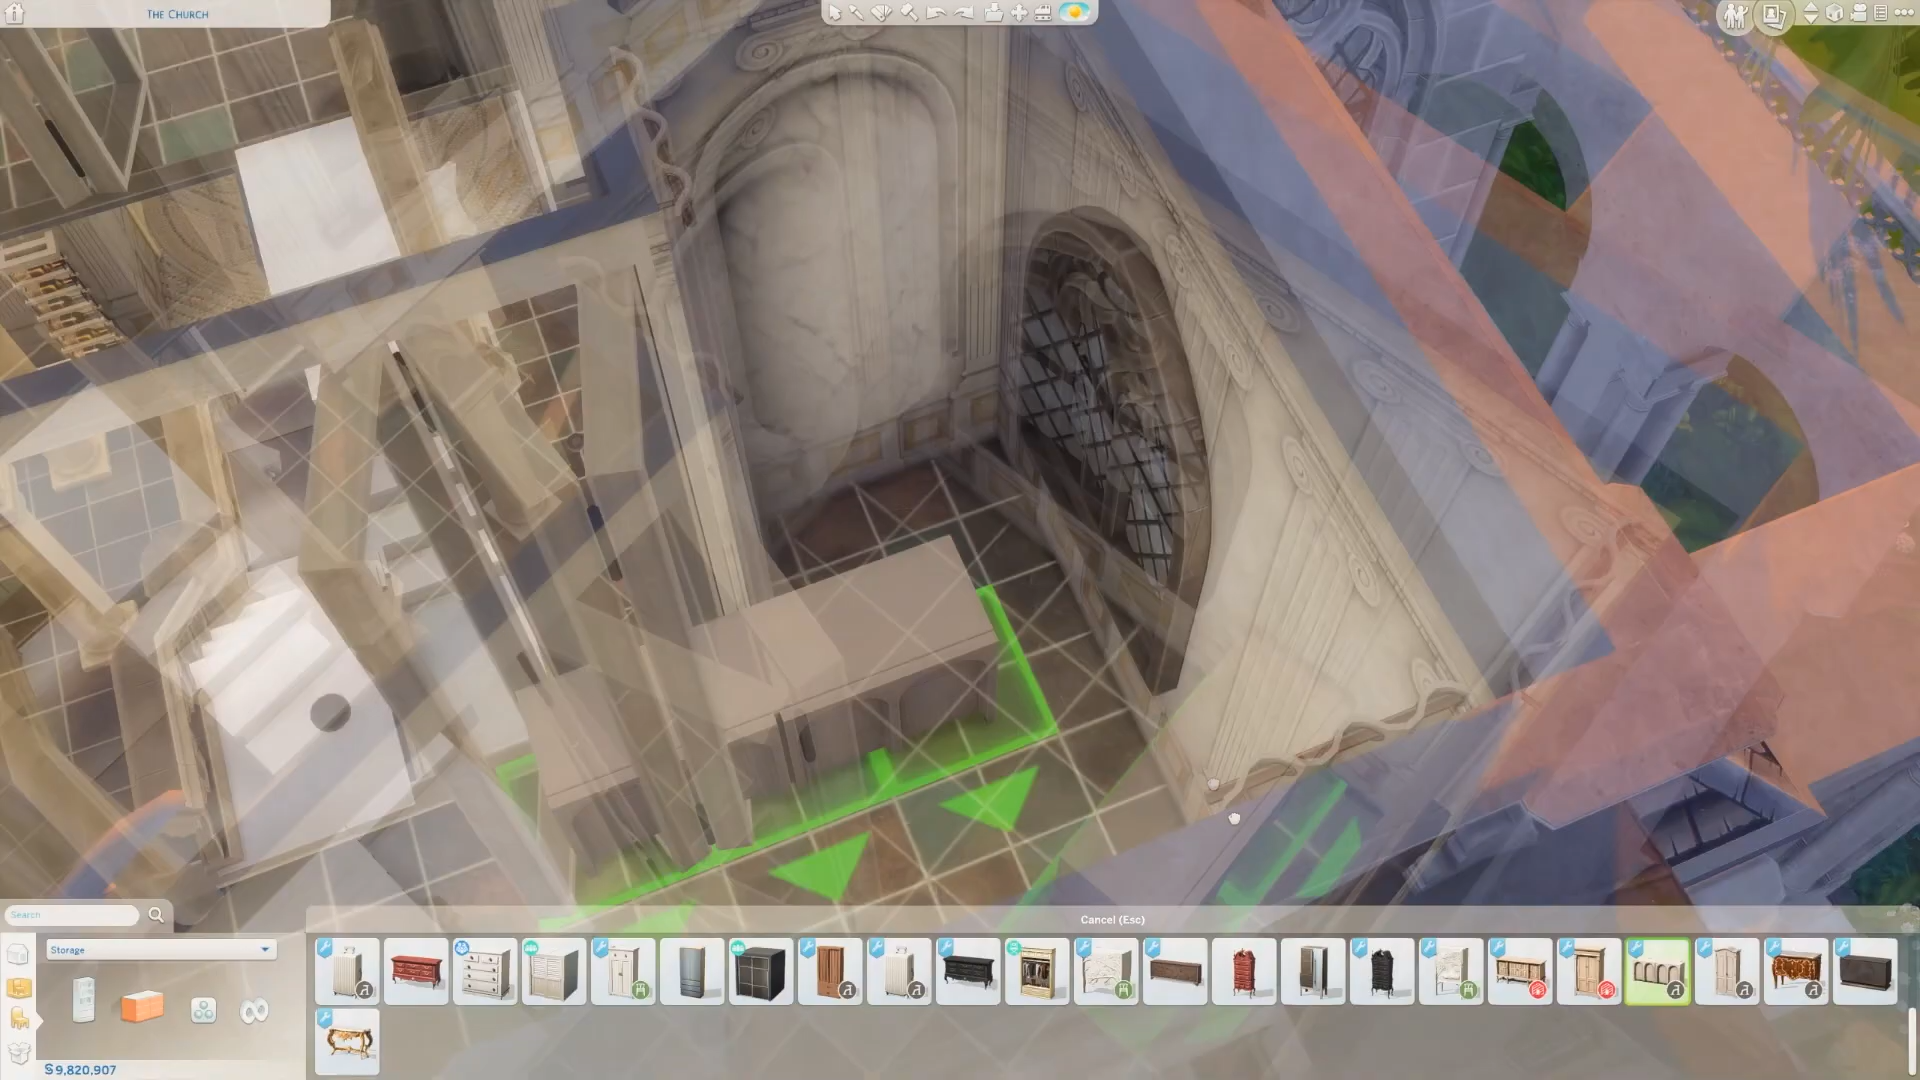 THE CHURCH
Cancel (Esc)
Search
Storage
§9,820,907